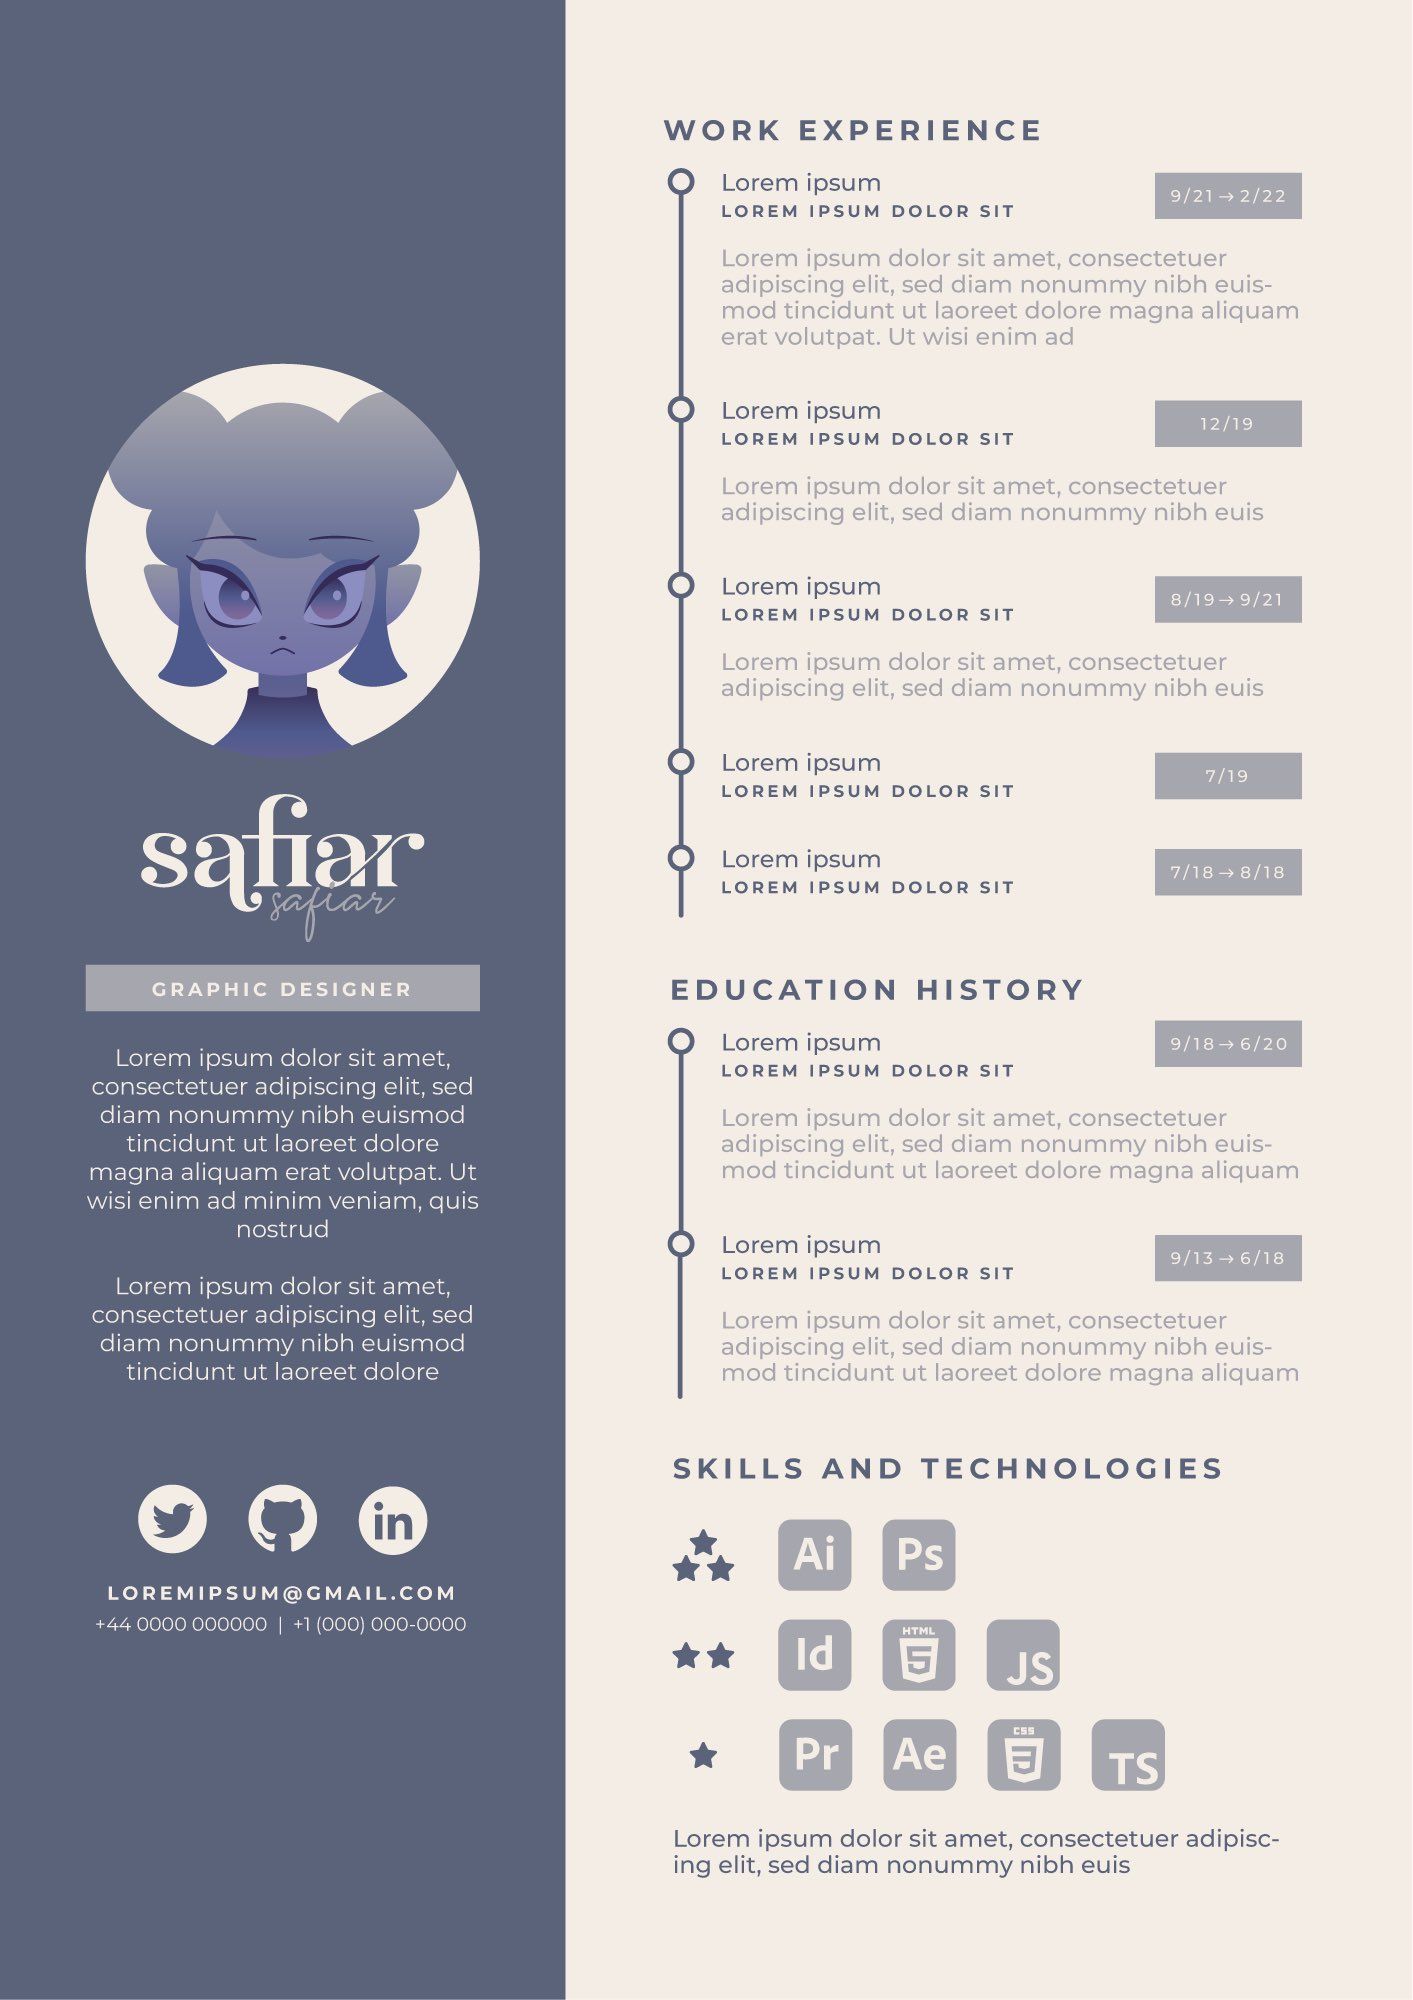 safiar
safiar
GRAPHIC DESIGNER
Lorem ipsum dolor sit amet,
consectetuer adipiscing elit, sed
diam nonummy nibh euismod
tincidunt ut laoreet dolore
magna aliquam erat volutpat. Ut
wisi enim ad minim veniam, quis
nostrud
Lorem ipsum dolor sit amet,
consectetuer adipiscing elit, sed
diam nonummy nibh euismod
tincidunt ut laoreet dolore
in
LOREMIPSUM@GMAIL.COM
+44 0000 000000 | +1 (000) 000-0000
WORK EXPERIENCE
Lorem ipsum
LOREM IPSUM DOLOR SIT
9/21→2/22
Lorem ipsum dolor sit amet, consectetuer
adipiscing elit, sed diam nonummy nibh euis-
mod tincidunt ut laoreet dolore magna aliquam
erat volutpat. Ut wisi enim ad
Lorem ipsum
LOREM IPSUM DOLOR SIT
12/19
Lorem ipsum dolor sit amet, consectetuer
adipiscing elit, sed diam nonummy nibh euis
Lorem ipsum
LOREM IPSUM DOLOR SIT
8/19→9/21
Lorem ipsum dolor sit amet, consectetuer
adipiscing elit, sed diam nonummy nibh euis
Lorem ipsum
LOREM IPSUM DOLOR SIT
7/19
Lorem ipsum
LOREM IPSUM DOLOR SIT
7/18→8/18
EDUCATION HISTORY
Lorem ipsum
LOREM IPSUM DOLOR SIT
9/18→6/20
Lorem ipsum dolor sit amet, consectetuer
adipiscing elit, sed diam nonummy nibh euis-
mod tincidunt ut laoreet dolore magna aliquam
Lorem ipsum
LOREM IPSUM DOLOR SIT
9/13→6/18
Lorem ipsum dolor sit amet, consectetuer
adipiscing elit, sed diam nonummy nibh euis-
mod tincidunt ut laoreet dolore magna aliquam
SKILLS AND TECHNOLOGIES
Ai Ps
Id HTML 5 JS
Pr Ae CSS 3 TS
Lorem ipsum dolor sit amet, consectetuer adipisc-
ing elit, sed diam nonummy nibh euis